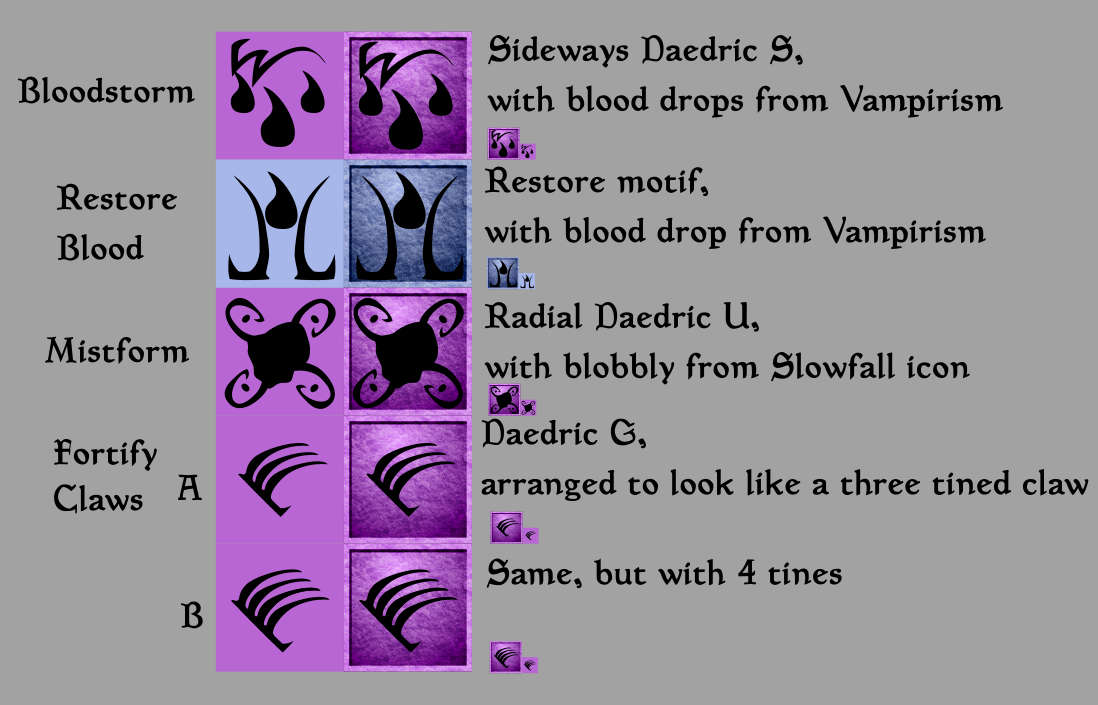 Bloodstorm
Sideways Daedric S,
with blood drops from Vampirism
Restore
Blood
Restore motif,
with blood drop from Vampirism
Mistform
Radial Daedric U,
with blobbly from Slowfall icon
Fortify
Claws
A
Daedric G,
arranged to look like a three tined claw
B
Same, but with 4 tines